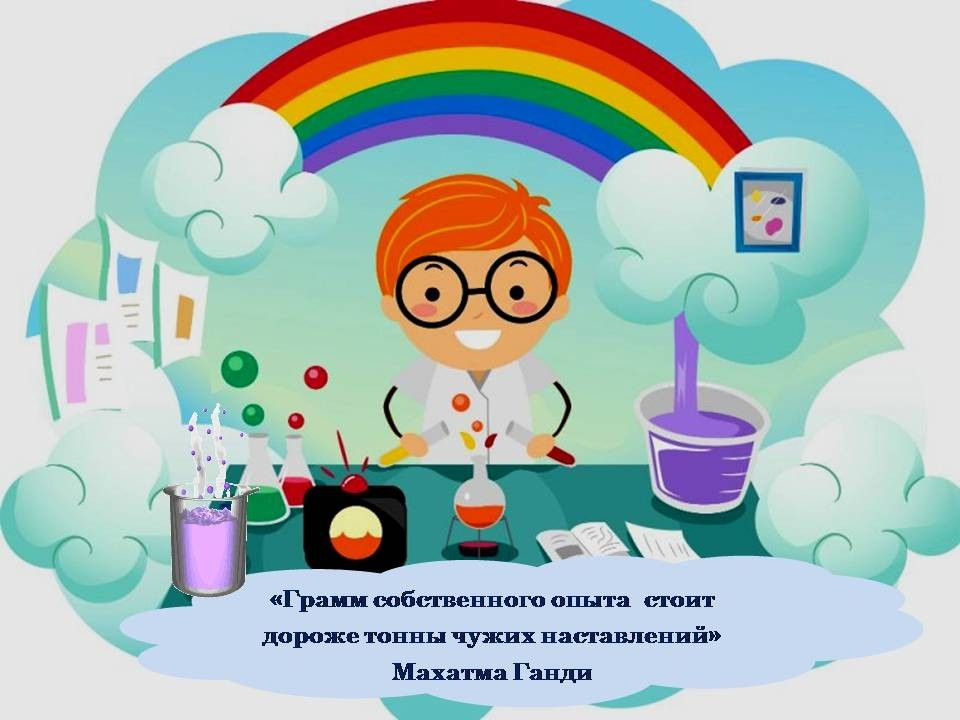 «Грамм собственного опыта стоит
дороже тонны чужих наставлений»
Махатма Ганди